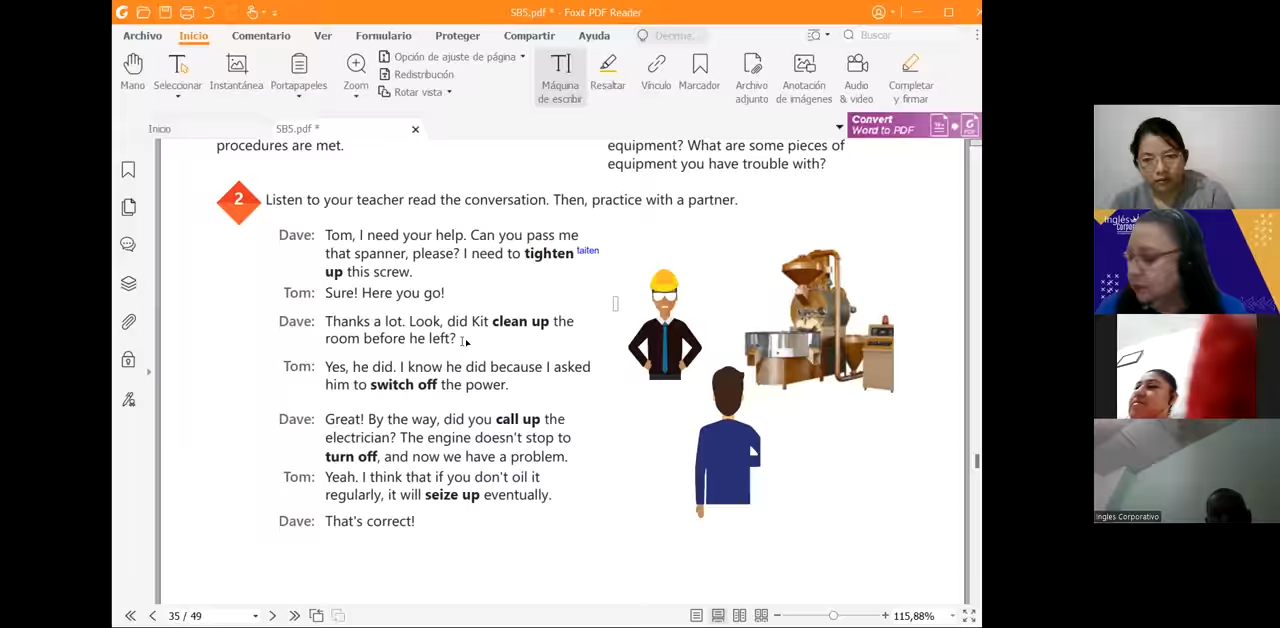 SB5.pdf * - Foxit PDF Reader
Archivo Inicio Comentario Ver Formulario Proteger Compartir Ayuda Buscar
Mano
Seleccionar
Instantánea
Portapapeles
Zoom
Opción de ajuste de página
Redistribución
Rotar vista
Máquina
de escribir
Resaltar
Vínculo
Marcador
Archivo
adjunto
Anotación
de imágenes
Audio
& video
Completar
y firmar
Inicio
SB5.pdf *
Convert
Word to PDF
procedures are met.
equipment? What are some pieces of
equipment you have trouble with?
2
Listen to your teacher read the conversation. Then, practice with a partner.
Dave: Tom, I need your help. Can you pass me
that spanner, please? I need to tighten taiten
up this screw.
Tom: Sure! Here you go!
Dave: Thanks a lot. Look, did Kit clean up the
room before he left?
Tom: Yes, he did. I know he did because I asked
him to switch off the power.
Dave: Great! By the way, did you call up the
electrician? The engine doesn't stop to
turn off, and now we have a problem.
Tom: Yeah. I think that if you don't oil it
regularly, it will seize up eventually.
Dave: That's correct!
35 / 49
115,88%
Inglés
Corporativo
Ingles Corporativo